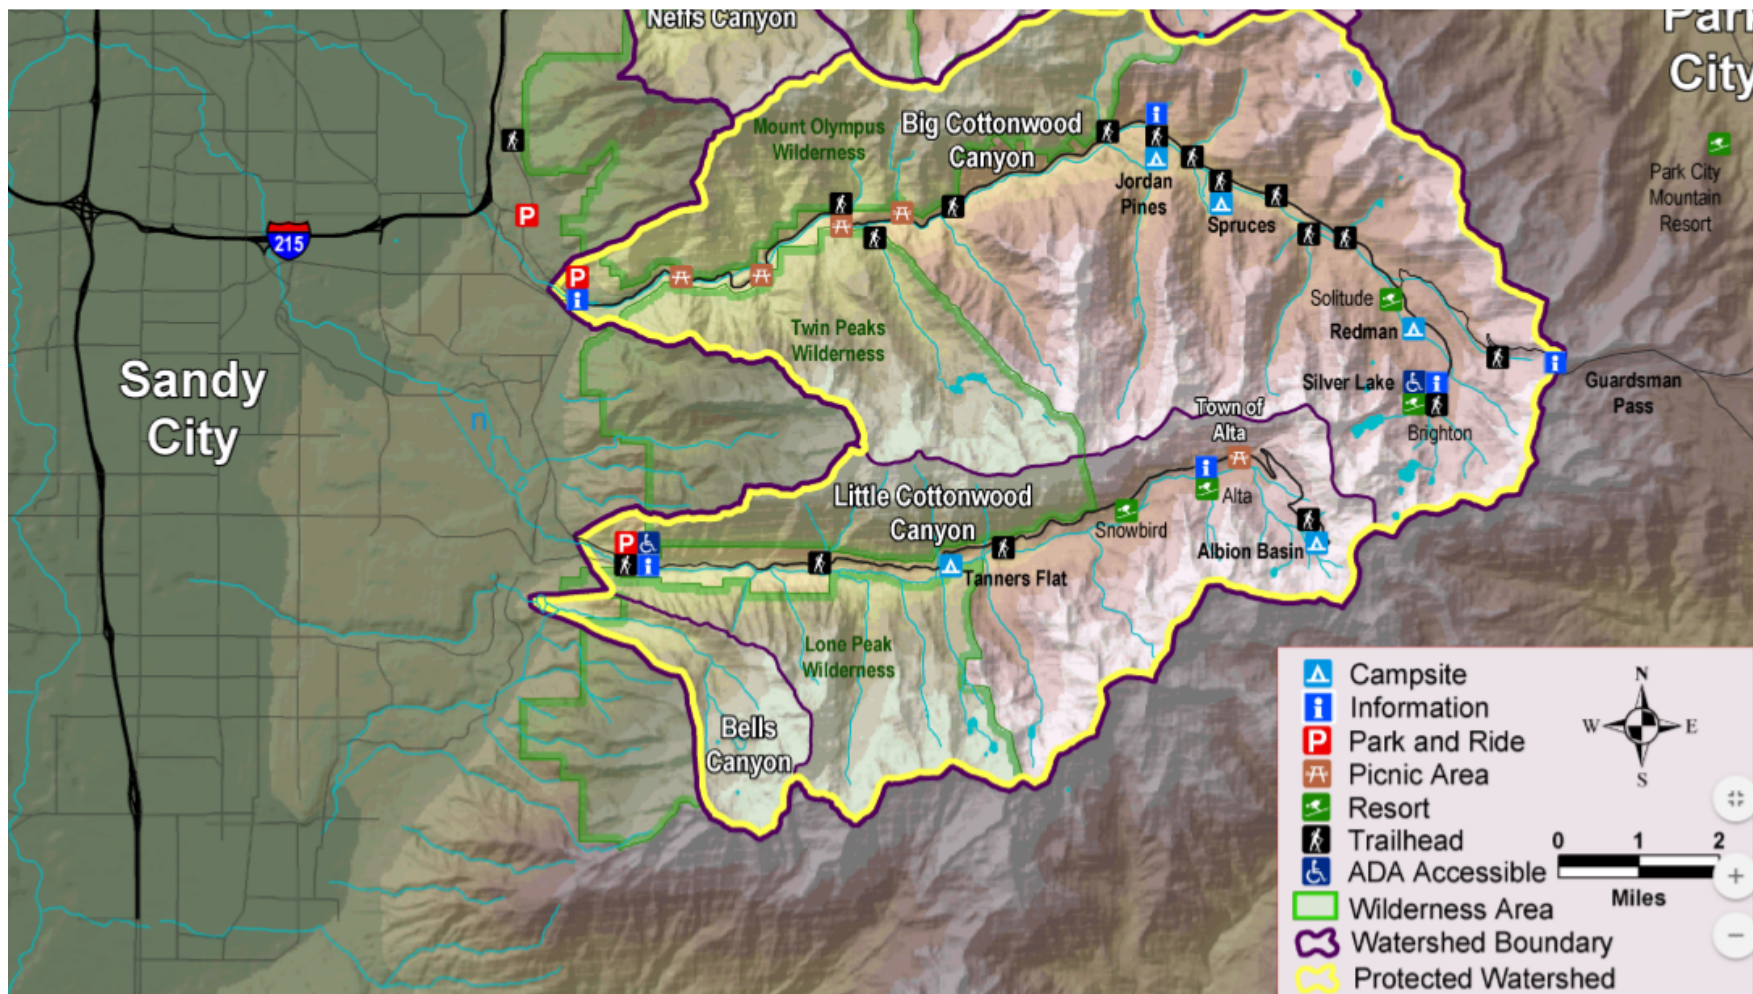 Neffs Canyon
Park
City
Mount Olympus
Wilderness
Big Cottonwood
Canyon
Jordan
Pines
Park City
Mountain
Resort
P
Spruces
215
P
i
Solitude
Twin Peaks
Wilderness
Redman
Sandy
City
Silver Lake
Guardsman
Pass
Town of
Alta
n
Brighton
Little Cottonwood
Canyon
Alta
Snowbird
P
Albion Basin
Tanners Flat
Lone Peak
Wilderness
Bells
Canyon
Campsite
Information
Park and Ride
Picnic Area
Resort
Trailhead
ADA Accessible
Wilderness Area
Watershed Boundary
Protected Watershed
N
W E
S
0 1 2
Miles